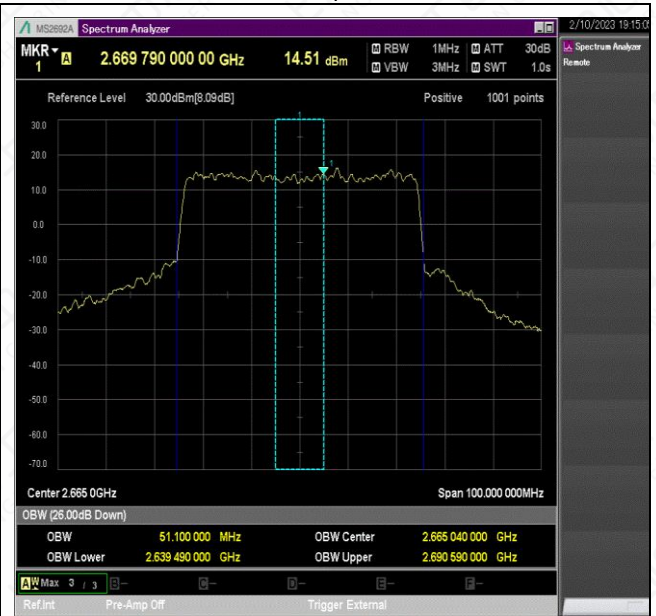 MS2692A Spectrum Analyzer
2/10/2023 19:15:0
MKR 1 A 2.669 790 000 00 GHz 14.51 dBm
M RBW 1MHz M ATT 30dB
M VBW 3MHz M SWT 1.0s
Spectrum Analyzer
Remote
Reference Level 30.00dBm[8.09dB] Positive 1001 points
1
30.0
20.0
1
10.0
0.0
-10.0
-20.0
-30.0
-40.0
-50.0
-60.0
-70.0
Center 2.665 0GHz Span 100.000 000MHz
OBW (26.00dB Down)
OBW 51.100 000 MHz OBW Center 2.665 040 000 GHz
OBW Lower 2.639 490 000 GHz OBW Upper 2.690 590 000 GHz
A W Max 3 / 3 B- C- D- E- F-
Ref.Int Pre-Amp Off Trigger External